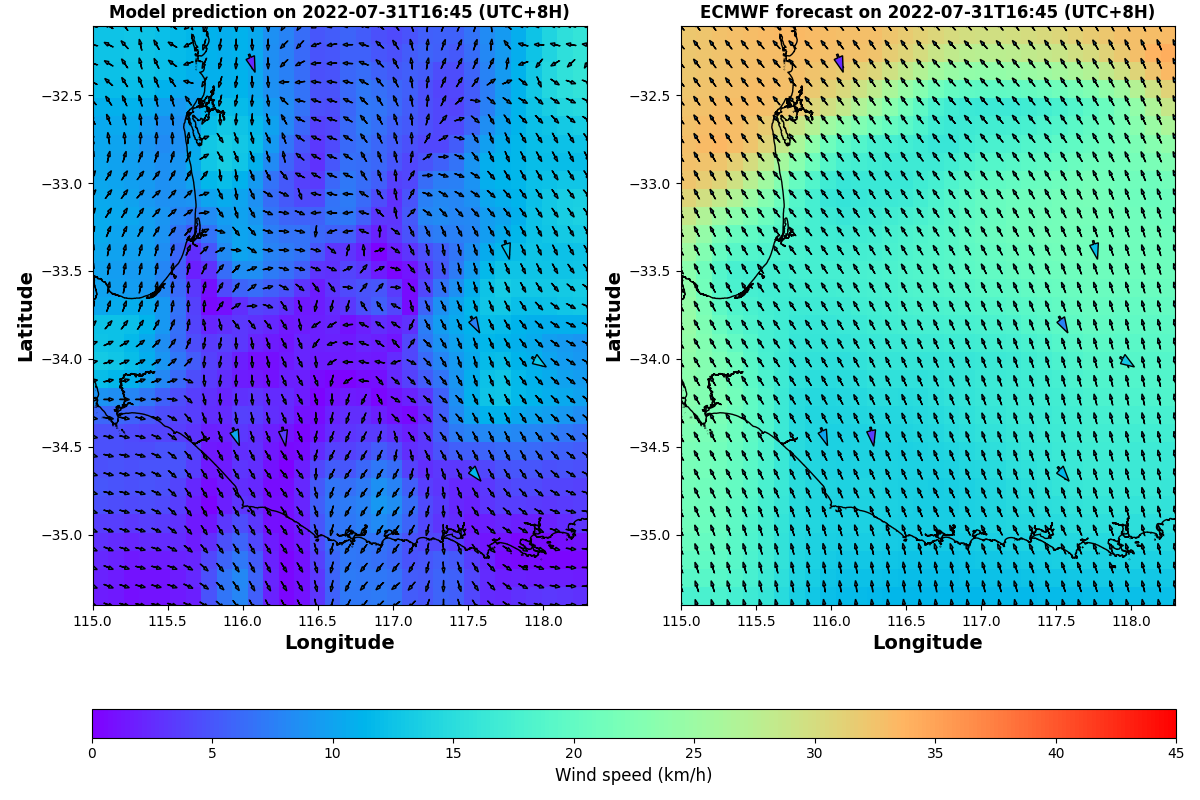 Model prediction on 2022-07-31T16:45 (UTC+8H)
ECMWF forecast on 2022-07-31T16:45 (UTC+8H)
Latitude
−32.5
−33.0
−33.5
−34.0
−34.5
−35.0
115.0 115.5 116.0 116.5 117.0 117.5 118.0
Longitude
Latitude
−32.5
−33.0
−33.5
−34.0
−34.5
−35.0
115.0 115.5 116.0 116.5 117.0 117.5 118.0
Longitude
0 5 10 15 20 25 30 35 40 45
Wind speed (km/h)